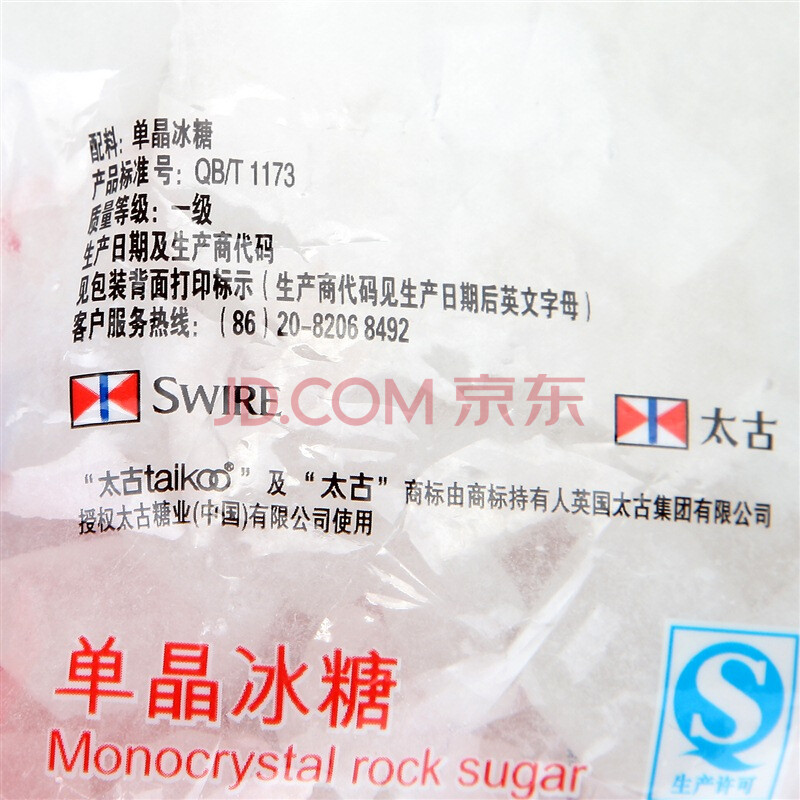 配料：单晶冰糖
产品标准号：QB/T 1173
质量等级：一级
生产日期及生产商代码
见包装背面打印标示（生产商代码见生产日期后英文字母）
客户服务热线：（86）20-8206 8492
SWIRE
JD.COM 京东
太古
“太古taikoo®”及“太古”商标由商标持有人英国太古集团有限公司
授权太古糖业(中国)有限公司使用
单晶冰糖
Monocrystal rock sugar
S
生产许可